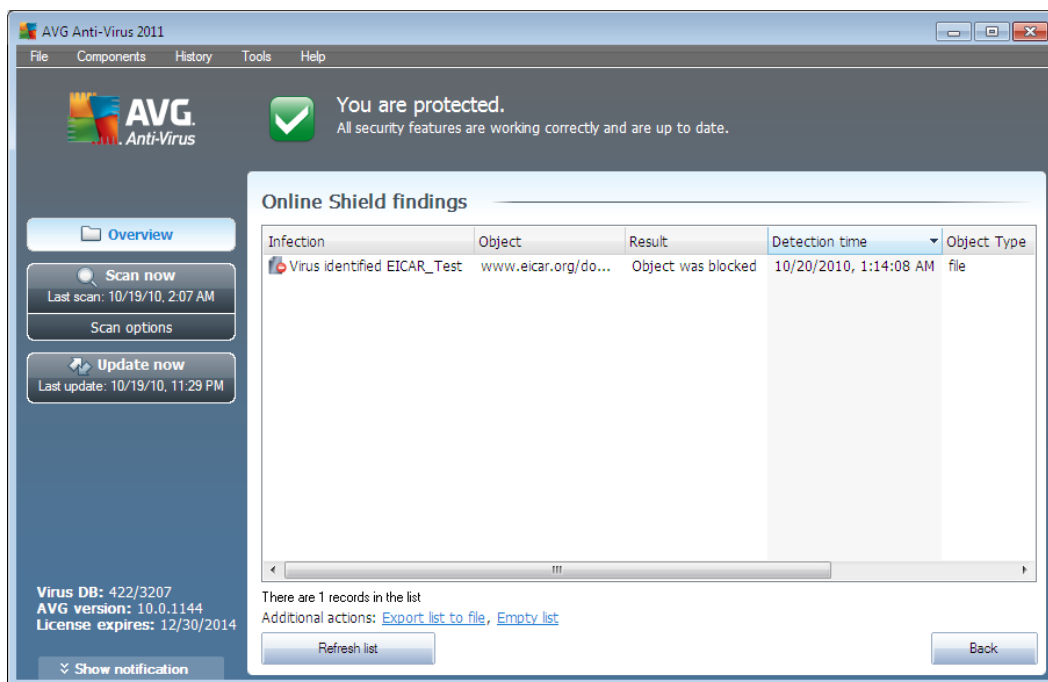 AVG Anti-Virus 2011
File Components History Tools Help
AVG.
Anti-Virus
You are protected.
All security features are working correctly and are up to date.
Overview
Scan now
Last scan: 10/19/10, 2:07 AM
Scan options
Update now
Last update: 10/19/10, 11:29 PM
Virus DB: 422/3207
AVG version: 10.0.1144
License expires: 12/30/2014
Show notification
Online Shield findings
Infection Object Result Detection time Object Type
Virus identified EICAR_Test www.eicar.org/do... Object was blocked 10/20/2010, 1:14:08 AM file
There are 1 records in the list
Additional actions: Export list to file, Empty list
Refresh list Back